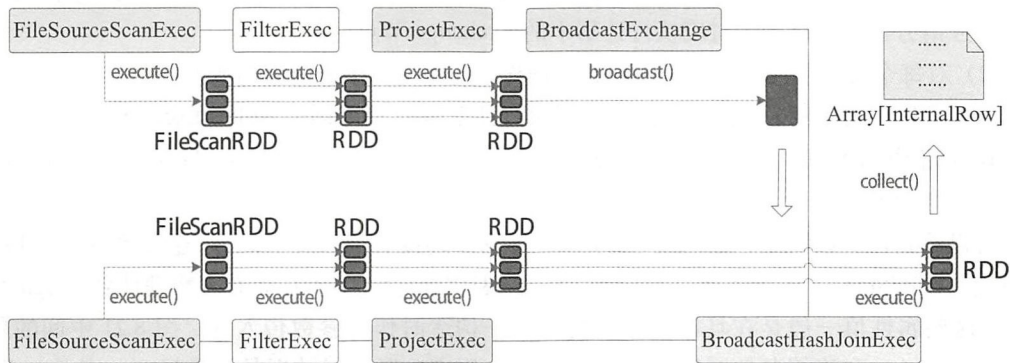 FileSourceScanExec FilterExec ProjectExec BroadcastExchange
......
......
......
execute() execute() execute() broadcast()
Array[InternalRow]
FileScanRDD RDD RDD
collect()
FileScanRDD RDD RDD
RDD
execute() execute() execute() execute()
FileSourceScanExec FilterExec ProjectExec BroadcastHashJoinExec